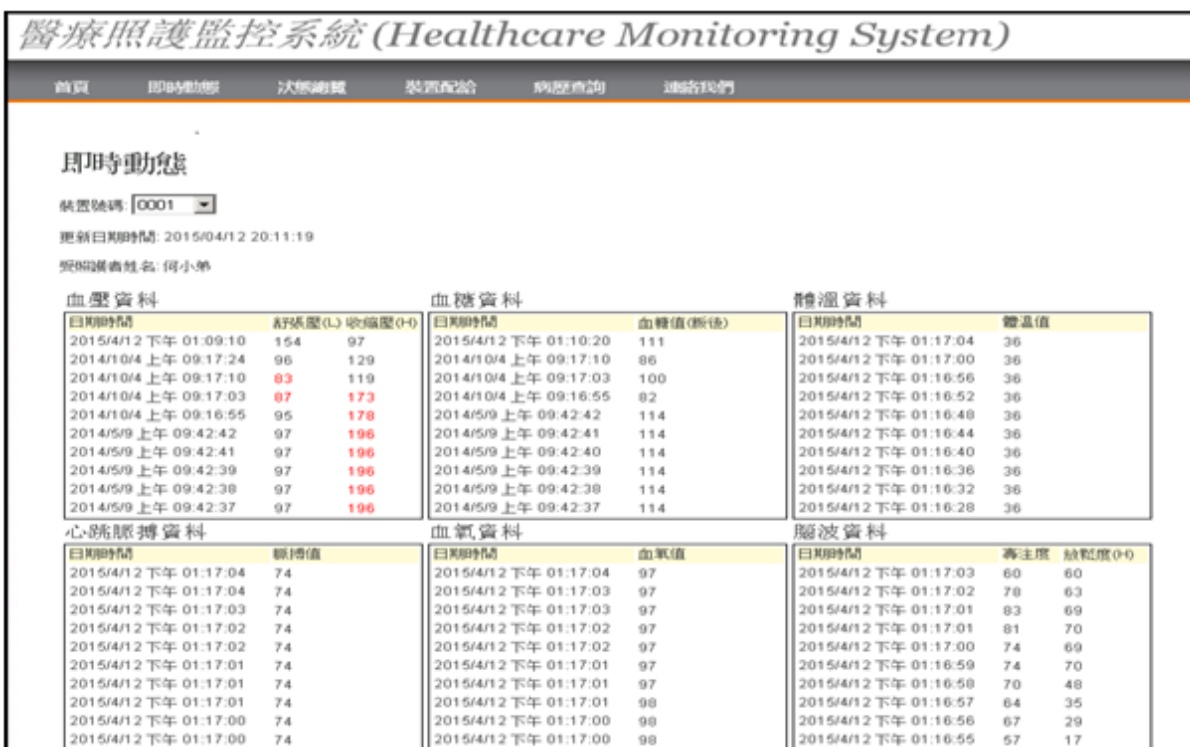 醫療照護監控系統 (Healthcare Monitoring System)
首頁 即時動態 狀態總覽 裝置配給 病歷查詢 連絡我們
即時動態
裝置號碼: 0001
更新日期時間: 2015/04/12 20:11:19
受照護者姓名: 何小弟
血壓資料
日期時間 舒張壓(L) 收縮壓(H)
2015/4/12 下午 01:09:10 154 97
2014/10/4 上午 09:17:24 96 129
2014/10/4 上午 09:17:10 83 119
2014/10/4 上午 09:17:03 87 173
2014/10/4 上午 09:16:55 95 178
2014/5/9 上午 09:42:42 97 196
2014/5/9 上午 09:42:41 97 196
2014/5/9 上午 09:42:39 97 196
2014/5/9 上午 09:42:38 97 196
2014/5/9 上午 09:42:37 97 196
血糖資料
日期時間 血糖值(飯後)
2015/4/12 下午 01:10:20 111
2014/10/4 上午 09:17:10 86
2014/10/4 上午 09:17:03 100
2014/10/4 上午 09:16:55 82
2014/5/9 上午 09:42:42 114
2014/5/9 上午 09:42:41 114
2014/5/9 上午 09:42:40 114
2014/5/9 上午 09:42:39 114
2014/5/9 上午 09:42:38 114
2014/5/9 上午 09:42:37 114
體溫資料
日期時間 體溫值
2015/4/12 下午 01:17:04 36
2015/4/12 下午 01:17:00 36
2015/4/12 下午 01:16:56 36
2015/4/12 下午 01:16:52 36
2015/4/12 下午 01:16:48 36
2015/4/12 下午 01:16:44 36
2015/4/12 下午 01:16:40 36
2015/4/12 下午 01:16:36 36
2015/4/12 下午 01:16:32 36
2015/4/12 下午 01:16:28 36
心跳脈搏資料
日期時間 脈搏值
2015/4/12 下午 01:17:04 74
2015/4/12 下午 01:17:04 74
2015/4/12 下午 01:17:03 74
2015/4/12 下午 01:17:02 74
2015/4/12 下午 01:17:02 74
2015/4/12 下午 01:17:01 74
2015/4/12 下午 01:17:01 74
2015/4/12 下午 01:17:01 74
2015/4/12 下午 01:17:00 74
2015/4/12 下午 01:17:00 74
血氧資料
日期時間 血氧值
2015/4/12 下午 01:17:04 97
2015/4/12 下午 01:17:03 97
2015/4/12 下午 01:17:03 97
2015/4/12 下午 01:17:02 97
2015/4/12 下午 01:17:02 97
2015/4/12 下午 01:17:01 97
2015/4/12 下午 01:17:01 97
2015/4/12 下午 01:17:01 98
2015/4/12 下午 01:17:00 98
2015/4/12 下午 01:17:00 98
腦波資料
日期時間 專注度 放鬆度(H)
2015/4/12 下午 01:17:03 60 60
2015/4/12 下午 01:17:02 78 63
2015/4/12 下午 01:17:01 83 69
2015/4/12 下午 01:17:01 81 70
2015/4/12 下午 01:17:00 74 69
2015/4/12 下午 01:16:59 74 70
2015/4/12 下午 01:16:58 70 48
2015/4/12 下午 01:16:57 64 35
2015/4/12 下午 01:16:56 67 29
2015/4/12 下午 01:16:55 57 17